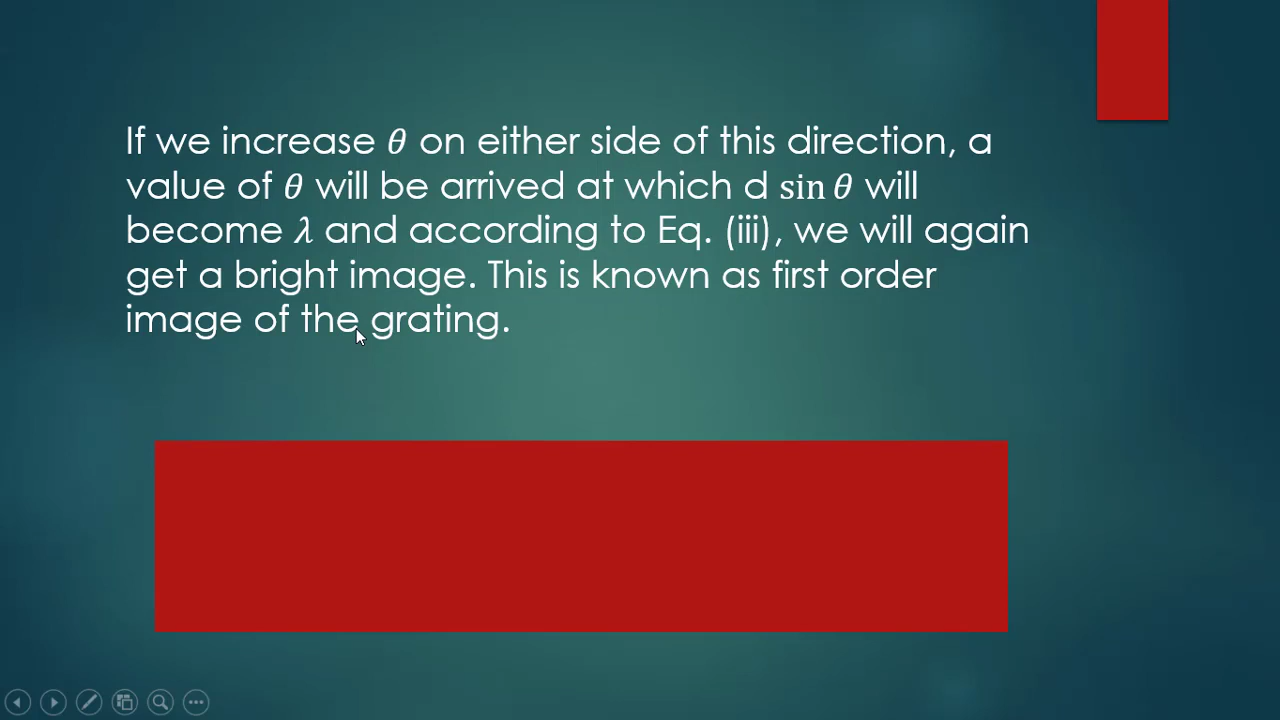 If we increase 𝜃 on either side of this direction, a
value of 𝜃 will be arrived at which d sin 𝜃 will
become 𝜆 and according to Eq. (iii), we will again
get a bright image. This is known as first order
image of the grating.